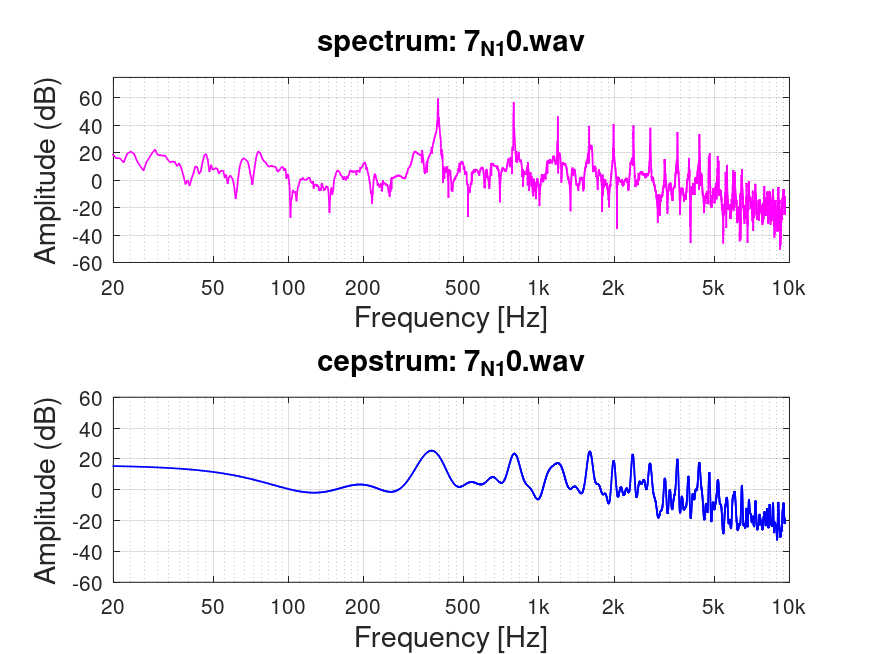 spectrum: 7N10.wav
Amplitude (dB)
60
40
20
0
-20
-40
-60
20 50 100 200 500 1k 2k 5k 10k
Frequency [Hz]
cepstrum: 7N10.wav
Amplitude (dB)
60
40
20
0
-20
-40
-60
20 50 100 200 500 1k 2k 5k 10k
Frequency [Hz]